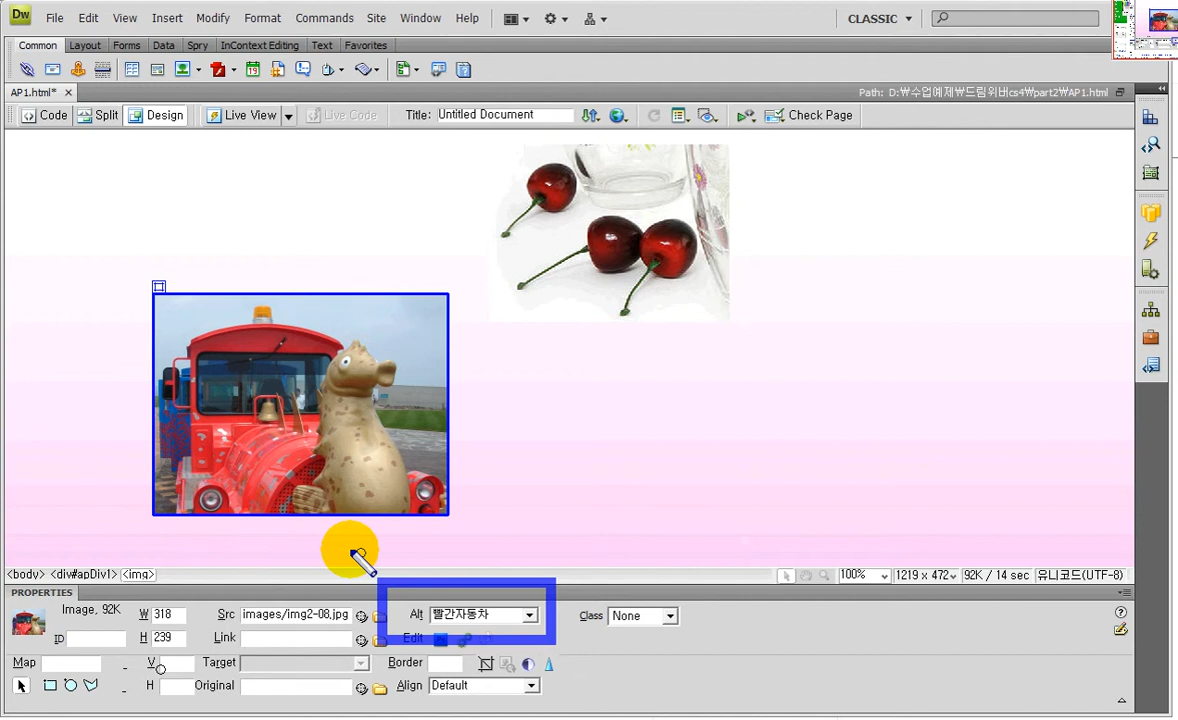 Dw File Edit View Insert Modify Format Commands Site Window Help CLASSIC
Common Layout Forms Data Spry InContext Editing Text Favorites
AP1.html* Path: D:₩수업예제₩드림위버cs4₩part2₩AP1.html
Code Split Design Live View Live Code Title: Untitled Document Check Page
<body> <div#apDiv1> <img> 100% 1219 x 472 92K / 14 sec 유니코드(UTF-8)
PROPERTIES
Image, 92K W 318 Src images/img2-08.jpg Alt 빨간자동차 Class None
ID H 239 Link Edit
Map V Target Border
H Original Align Default